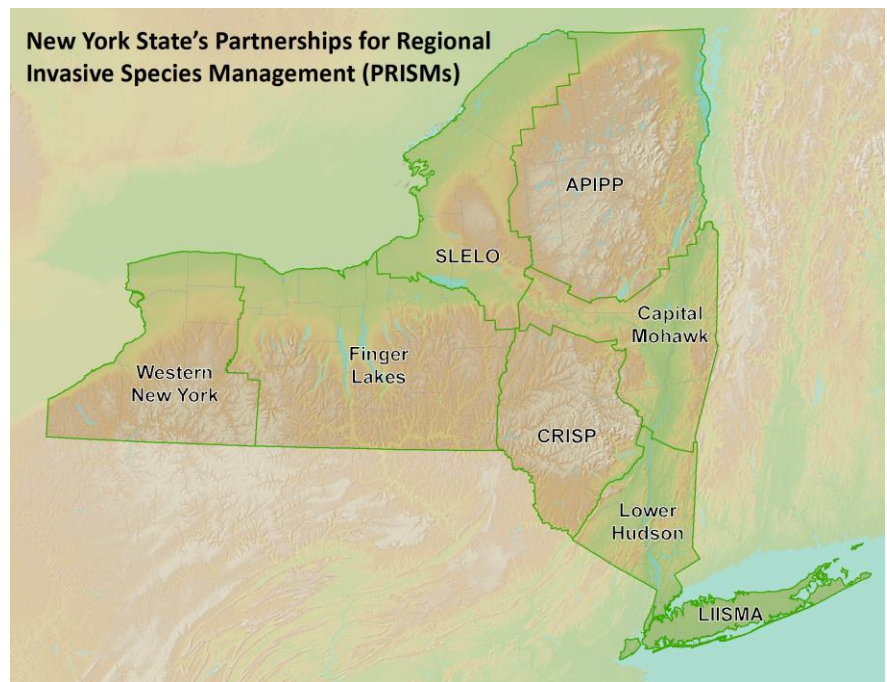 New York State's Partnerships for Regional
Invasive Species Management (PRISMs)
APIPP
SLELO
Capital
Mohawk
Finger
Lakes
Western
New York
CRISP
Lower
Hudson
LIISMA